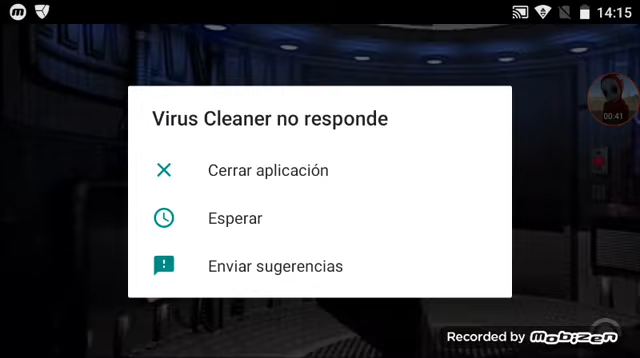 14:15
Virus Cleaner no responde
00:41
Cerrar aplicación
Esperar
Enviar sugerencias
Recorded by mobizen